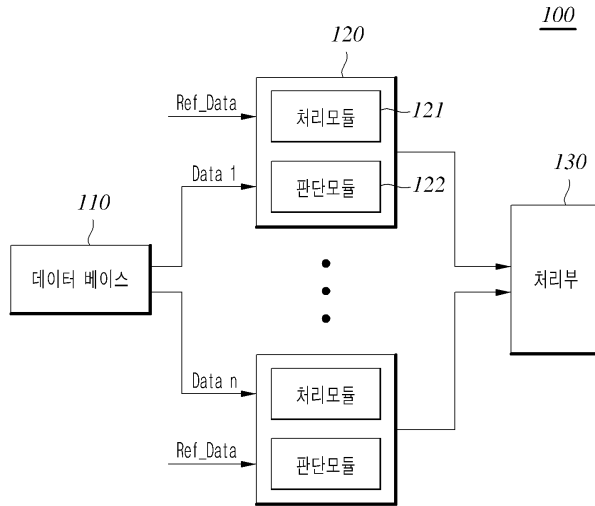 100
120
Ref_Data
처리모듈
121
Data 1
판단모듈
122
130
110
데이터 베이스
처리부
Data n
처리모듈
Ref_Data
판단모듈